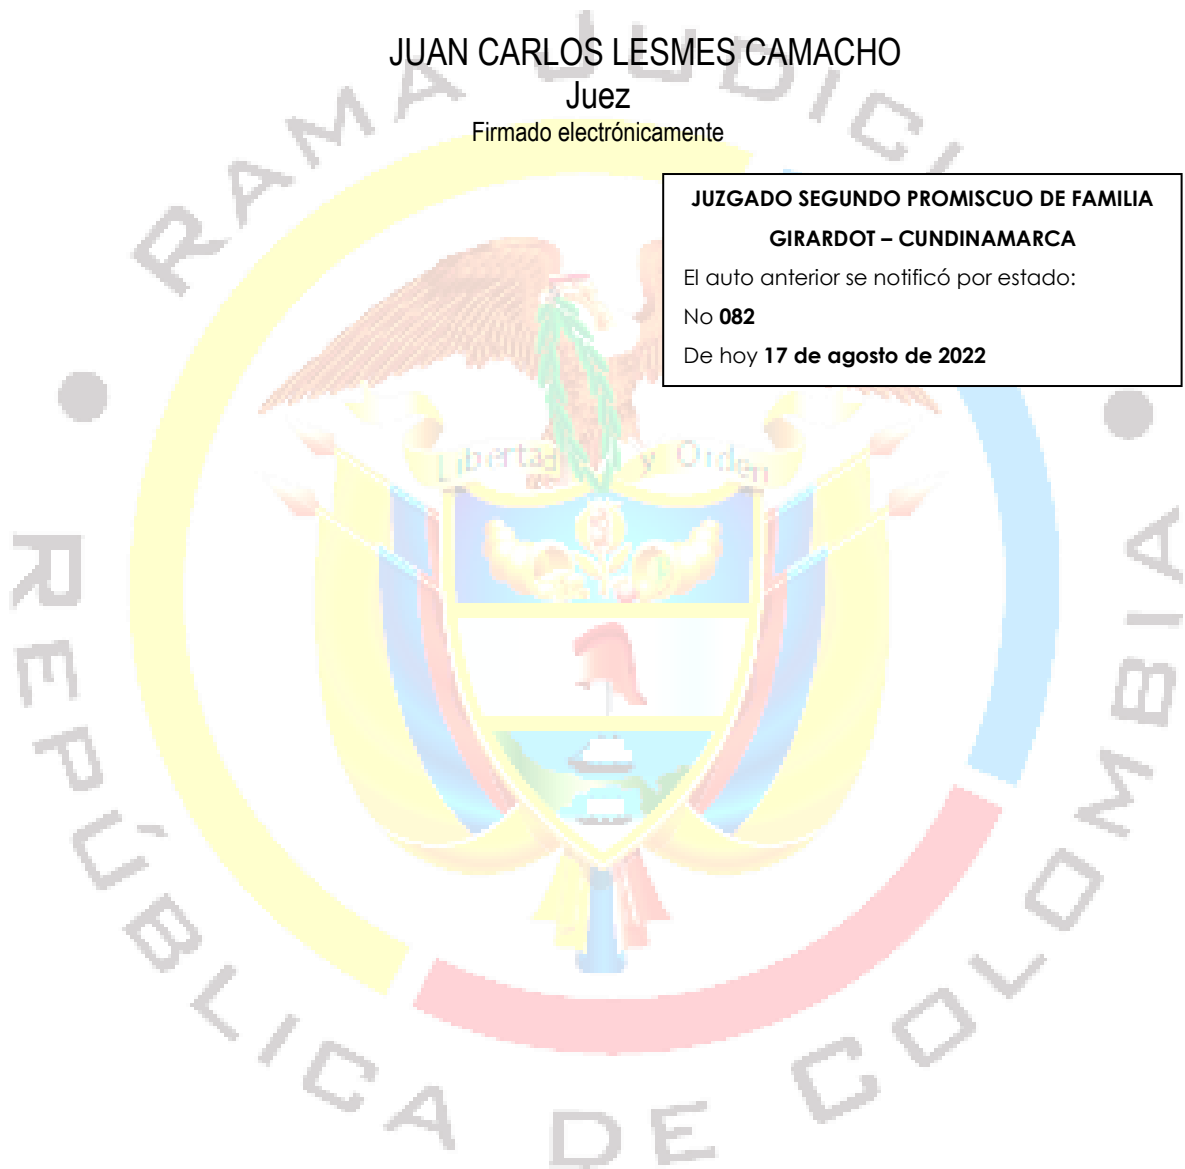 JUAN CARLOS LESMES CAMACHO
Juez
Firmado electrónicamente
JUZGADO SEGUNDO PROMISCUO DE FAMILIA
GIRARDOT – CUNDINAMARCA
El auto anterior se notificó por estado:
No 082
De hoy 17 de agosto de 2022
RAMA JUDICI
Libertad y Orden
REPÚBLICA DE COLOMBIA